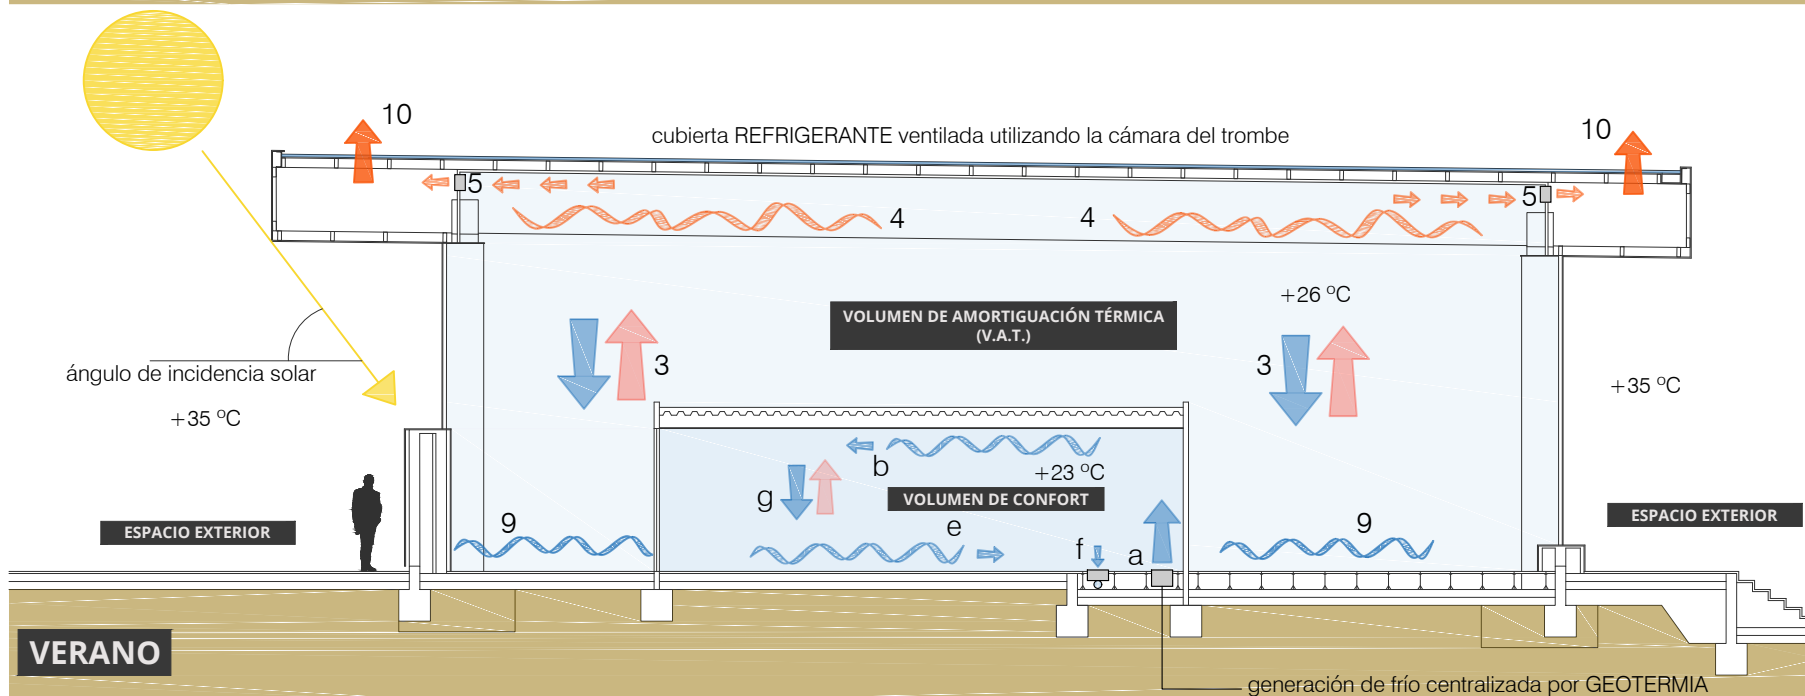 10
cubierta REFRIGERANTE ventilada utilizando la cámara del trombe
10
5
5
4
4
+26 ºC
VOLUMEN DE AMORTIGUACIÓN TÉRMICA
(V.A.T.)
3
3
ángulo de incidencia solar
+35 ºC
+35 ºC
b
+23 ºC
g
VOLUMEN DE CONFORT
ESPACIO EXTERIOR
9
e
9
ESPACIO EXTERIOR
f
a
VERANO
generación de frío centralizada por GEOTERMIA